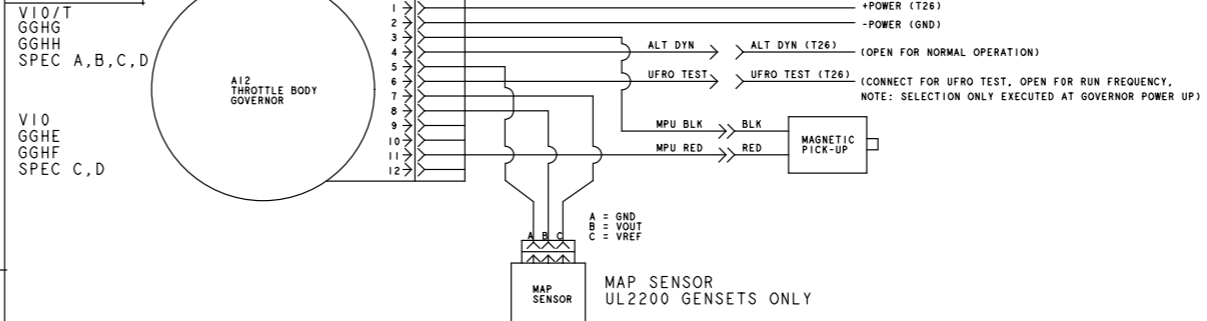 V10/T
GGHG
GGHH
SPEC A,B,C,D
V10
GGHE
GGHF
SPEC C,D
A12
THROTTLE BODY
GOVERNOR
1
2
3
4
5
6
7
8
9
10
11
12
+POWER (T26)
-POWER (GND)
ALT DYN
ALT DYN (T26)
(OPEN FOR NORMAL OPERATION)
UFRO TEST
UFRO TEST (T26)
(CONNECT FOR UFRO TEST, OPEN FOR RUN FREQUENCY,
NOTE: SELECTION ONLY EXECUTED AT GOVERNOR POWER UP)
MPU BLK
BLK
MPU RED
RED
MAGNETIC
PICK-UP
A = GND
B = VOUT
C = VREF
A B C
MAP
SENSOR
MAP SENSOR
UL2200 GENSETS ONLY